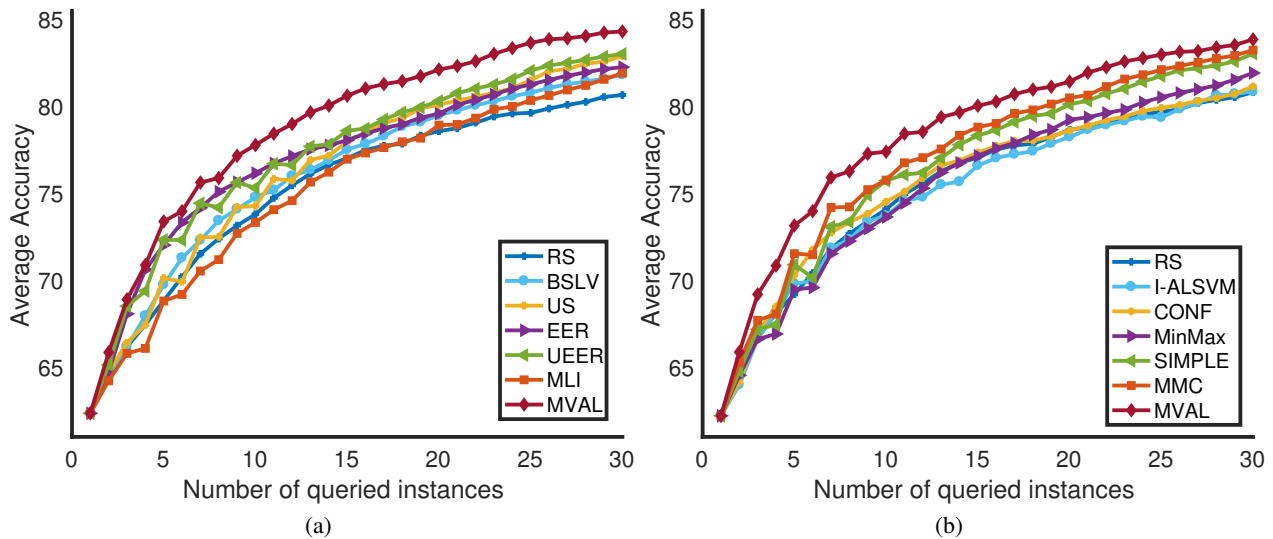 85
80
75
70
65
Average Accuracy
RS
BSLV
US
EER
UEER
MLI
MVAL
0 5 10 15 20 25 30
Number of queried instances
(a)
85
80
75
70
65
Average Accuracy
RS
I-ALSVM
CONF
MinMax
SIMPLE
MMC
MVAL
0 5 10 15 20 25 30
Number of queried instances
(b)